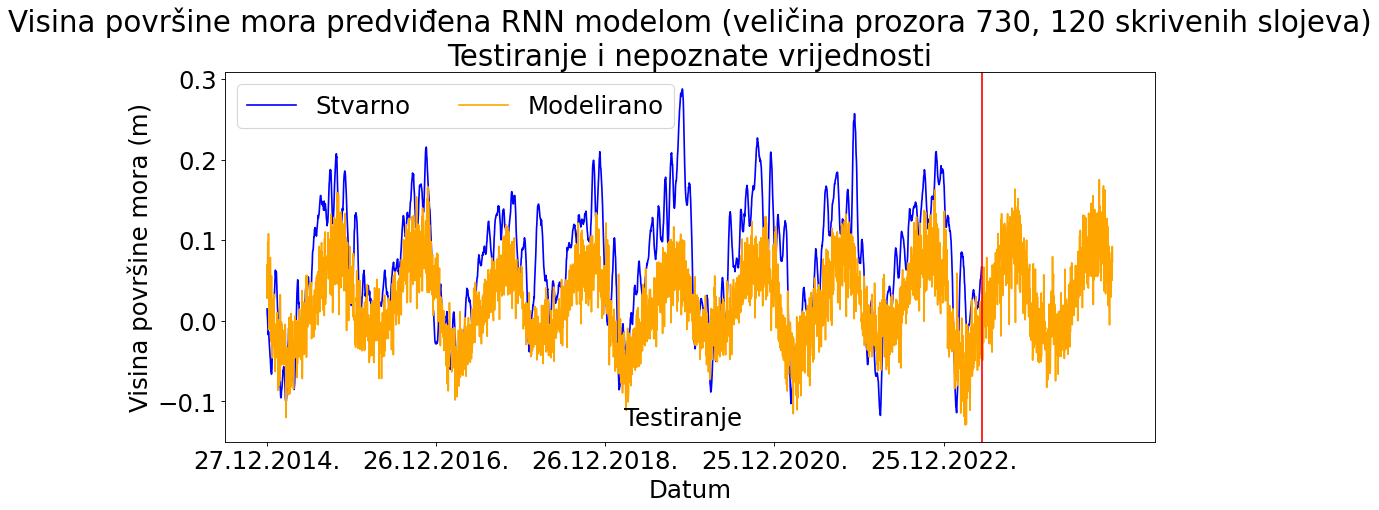 Visina površine mora predviđena RNN modelom (veličina prozora 730, 120 skrivenih slojeva)
Testiranje i nepoznate vrijednosti
Stvarno
Modelirano
0.3
0.2
0.1
0.0
−0.1
Visina površine mora (m)
Testiranje
27.12.2014.
26.12.2016.
26.12.2018.
25.12.2020.
25.12.2022.
Datum